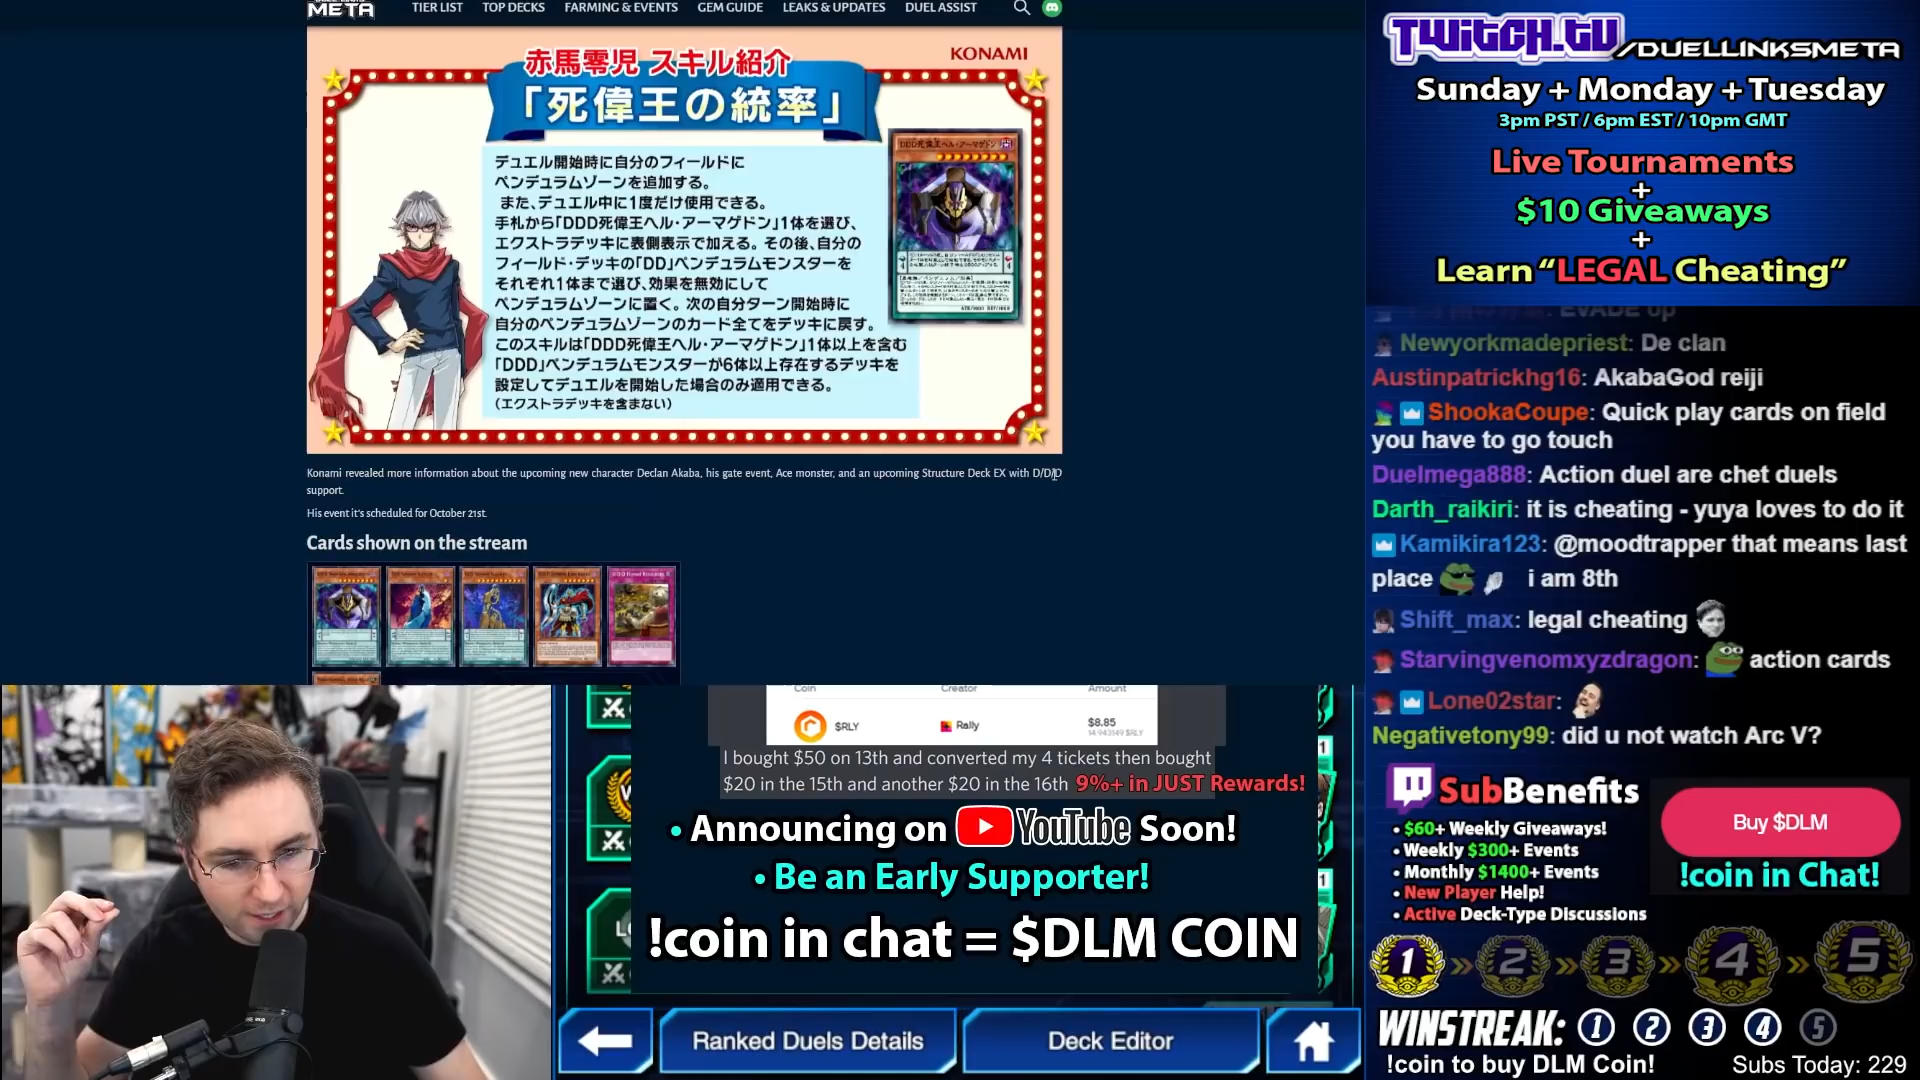 META
TIER LIST
TOP DECKS
FARMING & EVENTS
GEM GUIDE
LEAKS & UPDATES
DUEL ASSIST
赤馬零児 スキル紹介
KONAMI
「死偉王の統率」
デュエル開始時に自分のフィールドに
ペンデュラムゾーンを追加する。
また、デュエル中に1度だけ使用できる。
手札から「DDD死偉王ヘル・アーマゲドン」1体を選び、
エクストラデッキに表側表示で加える。その後、自分の
フィールド・デッキの「DD」ペンデュラムモンスターを
それぞれ1体まで選び、効果を無効にして
ペンデュラムゾーンに置く。次の自分ターン開始時に
自分のペンデュラムゾーンのカード全てをデッキに戻す。
このスキルは「DDD死偉王ヘル・アーマゲドン」1体以上を含む
「DDD」ペンデュラムモンスターが6体以上存在するデッキを
設定してデュエルを開始した場合のみ適用できる。
(エクストラデッキを含まない)
DDD死偉王ヘル・アーマゲドン
Konami revealed more information about the upcoming new character Declan Akaba, his gate event, Ace monster, and an upcoming Structure Deck EX with D/D/D
support.
His event it's scheduled for October 21st.
Cards shown on the stream
Coin
Creator
Amount
$RLY
Rally
$8.85
14.943149 $RLY
I bought $50 on 13th and converted my 4 tickets then bought
$20 in the 15th and another $20 in the 16th 9%+ in JUST Rewards!
• Announcing on YouTube Soon!
• Be an Early Supporter!
!coin in chat = $DLM COIN
Ranked Duels Details
Deck Editor
TWITCH.TV/DUELLINKSMETA
Sunday + Monday + Tuesday
3pm PST / 6pm EST / 10pm GMT
Live Tournaments
+
$10 Giveaways
+
Learn "LEGAL Cheating"
Newyorkmadepriest: De clan
Austinpatrickhg16: AkabaGod reiji
ShookaCoupe: Quick play cards on field
you have to go touch
Duelmega888: Action duel are chet duels
Darth_raikiri: it is cheating - yuya loves to do it
Kamikira123: @moodtrapper that means last
place i am 8th
Shift_max: legal cheating
Starvingvenomxyzdragon: action cards
Lone02star:
Negativetony99: did u not watch Arc V?
SubBenefits
• $60+ Weekly Giveaways!
• Weekly $300+ Events
• Monthly $1400+ Events
• New Player Help!
• Active Deck-Type Discussions
Buy $DLM
!coin in Chat!
1 » 2 » 3 » 4 » 5
WINSTREAK: 1 2 3 4 5
!coin to buy DLM Coin!
Subs Today: 229